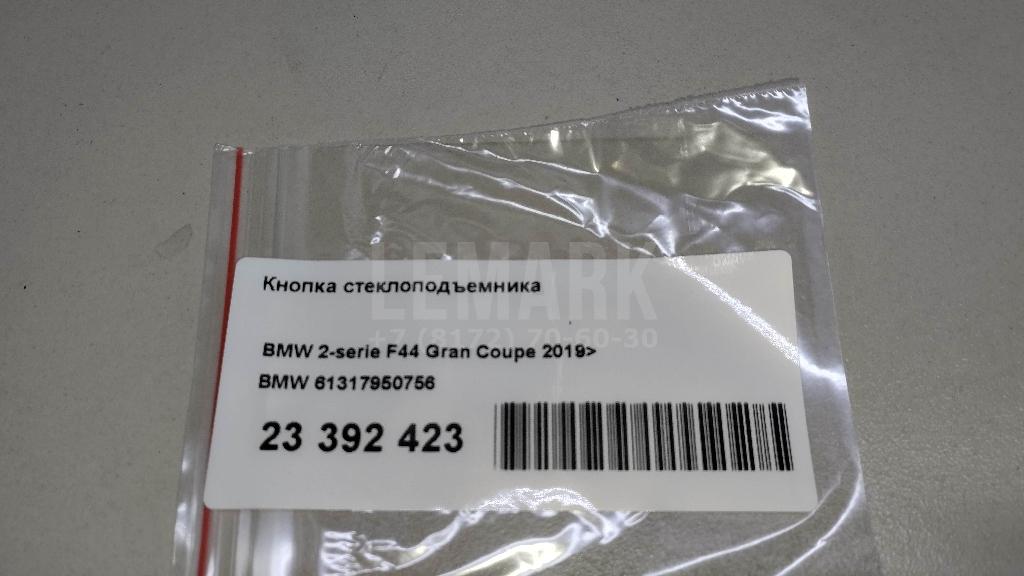 LEMARK
+7 (8172) 70-60-30
Кнопка стеклоподъемника
BMW 2-serie F44 Gran Coupe 2019>
BMW 61317950756
23 392 423